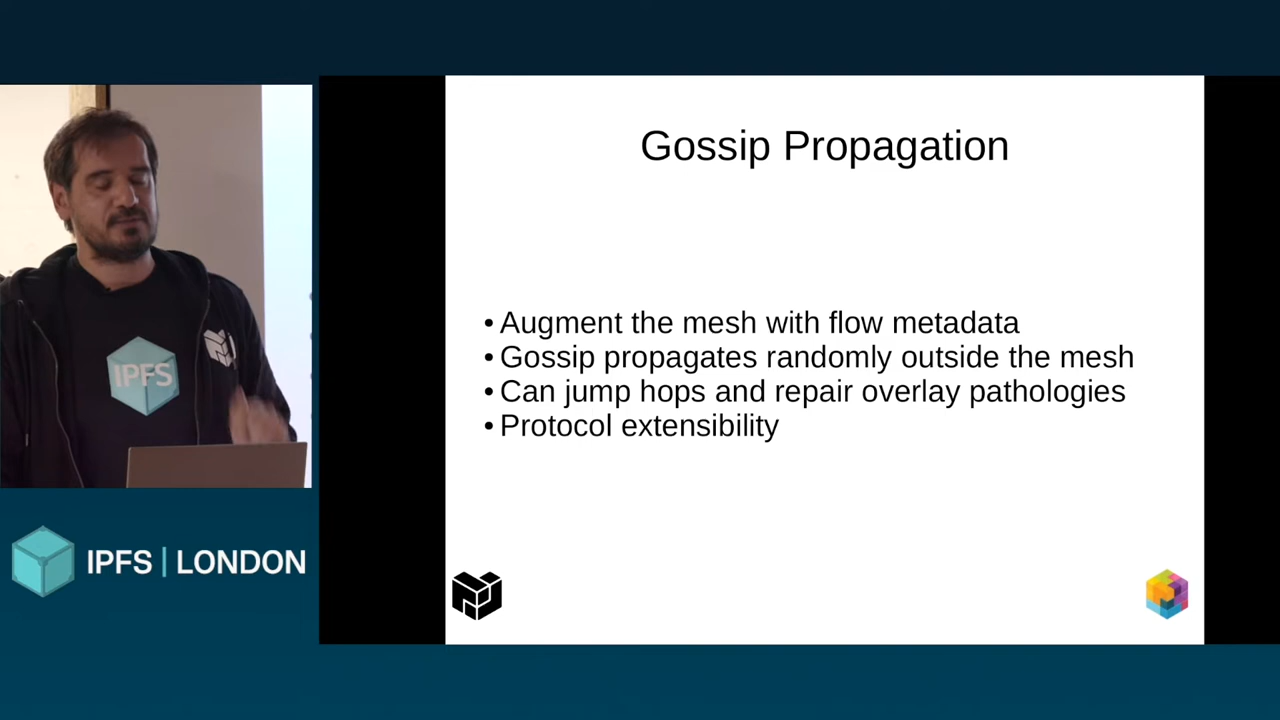 Gossip Propagation
• Augment the mesh with flow metadata
• Gossip propagates randomly outside the mesh
• Can jump hops and repair overlay pathologies
• Protocol extensibility
IPFS
IPFS | LONDON